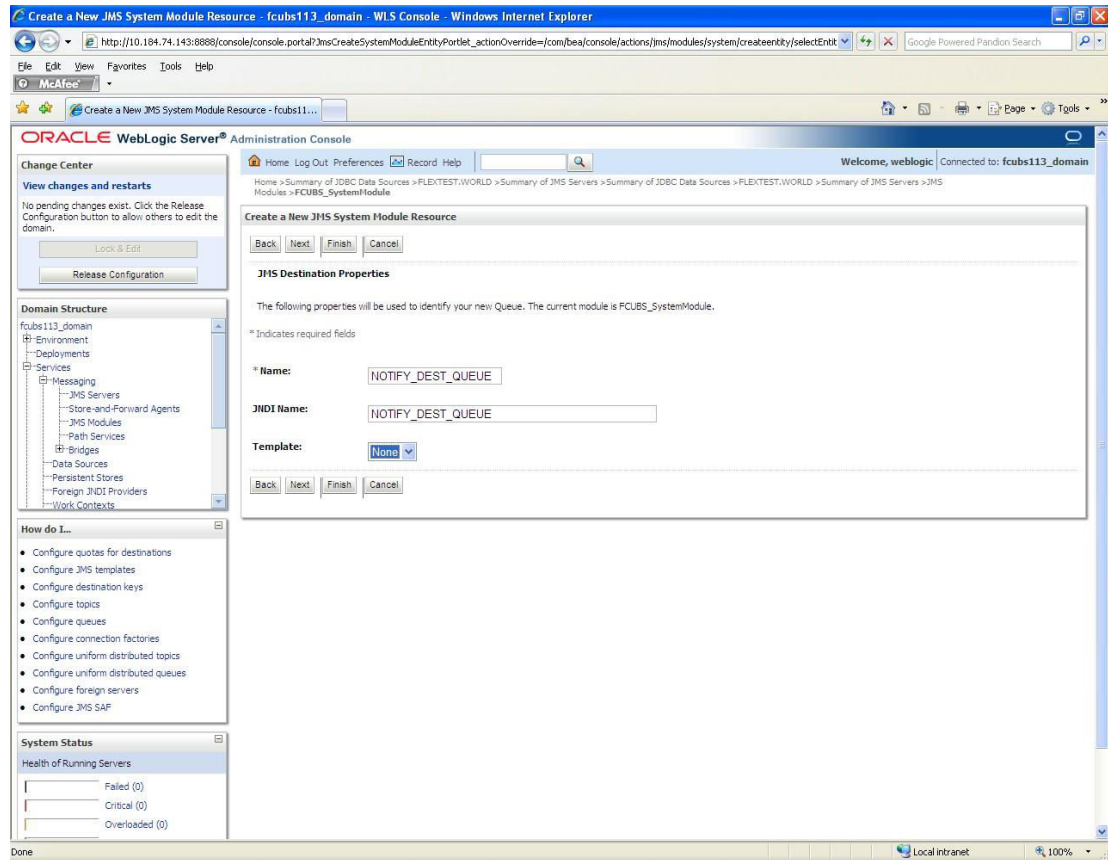 Create a New JMS System Module Resource - fcubs113_domain - WLS Console - Windows Internet Explorer
http://10.184.74.143:8888/console/console.portal?JmsCreateSystemModuleEntityPortlet_actionOverride=/com/bea/console/actions/jms/modules/system/createentity/selectEntit
Google Powered Pandion Search
File Edit View Favorites Tools Help
McAfee
Create a New JMS System Module Resource - fcubs11...
Page Tools
ORACLE WebLogic Server® Administration Console
Change Center
View changes and restarts
No pending changes exist. Click the Release
Configuration button to allow others to edit the
domain.
Lock & Edit
Release Configuration
Domain Structure
fcubs113_domain
Environment
Deployments
Services
Messaging
JMS Servers
Store-and-Forward Agents
JMS Modules
Path Services
Bridges
Data Sources
Persistent Stores
Foreign JNDI Providers
Work Contexts
How do I...
Configure quotas for destinations
Configure JMS templates
Configure destination keys
Configure topics
Configure queues
Configure connection factories
Configure uniform distributed topics
Configure uniform distributed queues
Configure foreign servers
Configure JMS SAF
System Status
Health of Running Servers
Failed (0)
Critical (0)
Overloaded (0)
Home Log Out Preferences Record Help
Welcome, weblogic Connected to: fcubs113_domain
Home >Summary of JDBC Data Sources >FLEXTEST.WORLD >Summary of JMS Servers >Summary of JDBC Data Sources >FLEXTEST.WORLD >Summary of JMS Servers >JMS
Modules >FCUBS_SystemModule
Create a New JMS System Module Resource
Back Next Finish Cancel
JMS Destination Properties
The following properties will be used to identify your new Queue. The current module is FCUBS_SystemModule.
* Indicates required fields
* Name: NOTIFY_DEST_QUEUE
JNDI Name: NOTIFY_DEST_QUEUE
Template: None
Back Next Finish Cancel
Done
Local intranet
100%